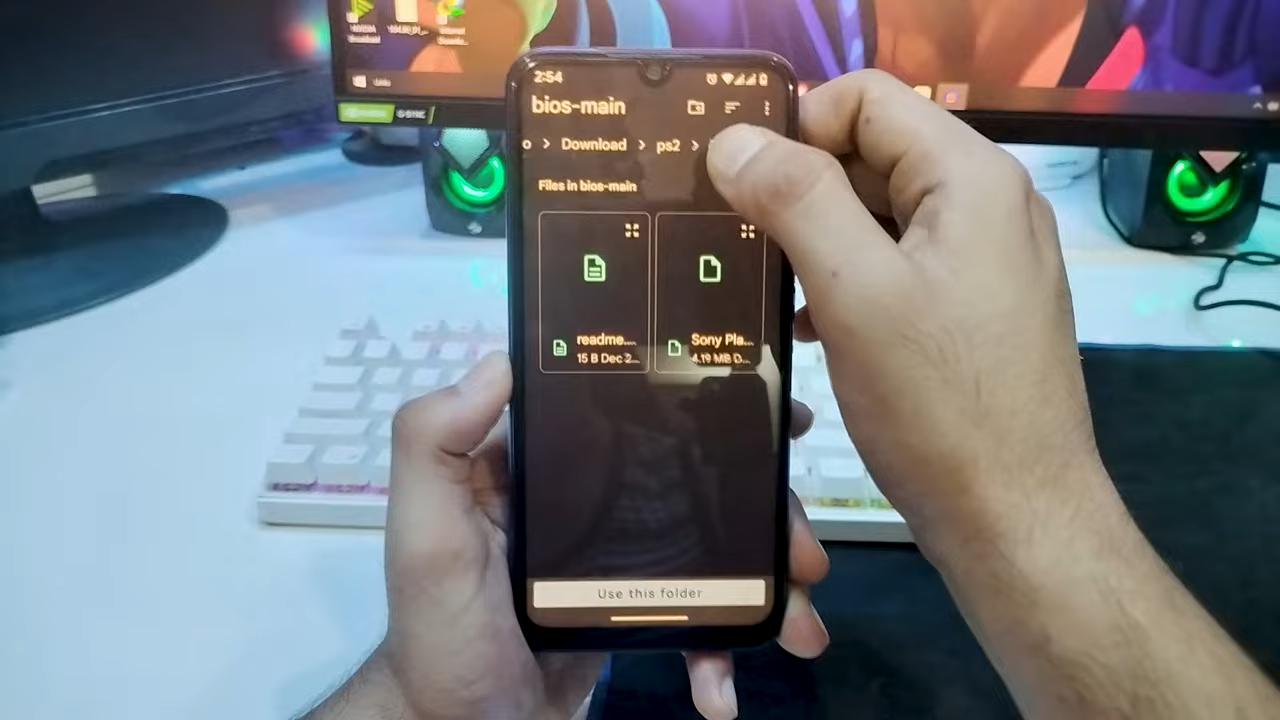 2:54
bios-main
o > Download > ps2 >
Files in bios-main
readme....
15 B Dec 2...
Sony Pla...
4.19 MB D...
Use this folder
G-SYNC